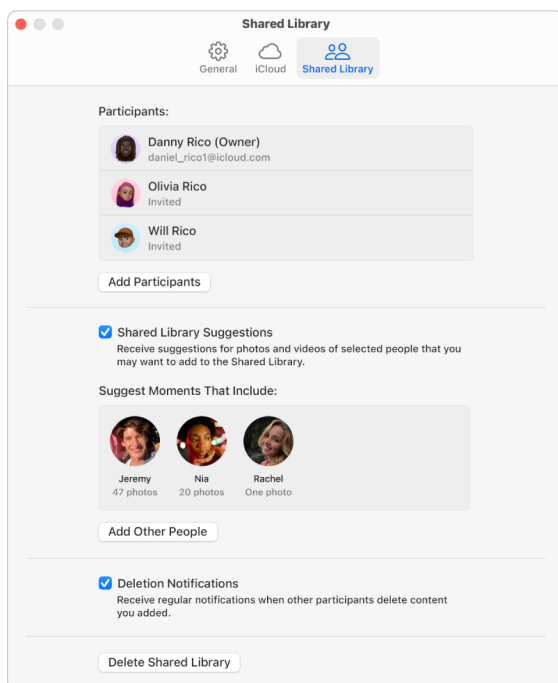 Shared Library
General
iCloud
Shared Library
Participants:
Danny Rico (Owner)
daniel_rico1@icloud.com
Olivia Rico
Invited
Will Rico
Invited
Add Participants
Shared Library Suggestions
Receive suggestions for photos and videos of selected people that you
may want to add to the Shared Library.
Suggest Moments That Include:
Jeremy
Nia
Rachel
47 photos
20 photos
One photo
Add Other People
Deletion Notifications
Receive regular notifications when other participants delete content
you added.
Delete Shared Library